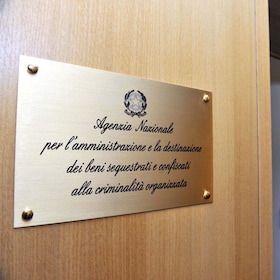 Agenzia Nazionale
per l'amministrazione e la destinazione
dei beni sequestrati e confiscati
alla criminalità organizzata